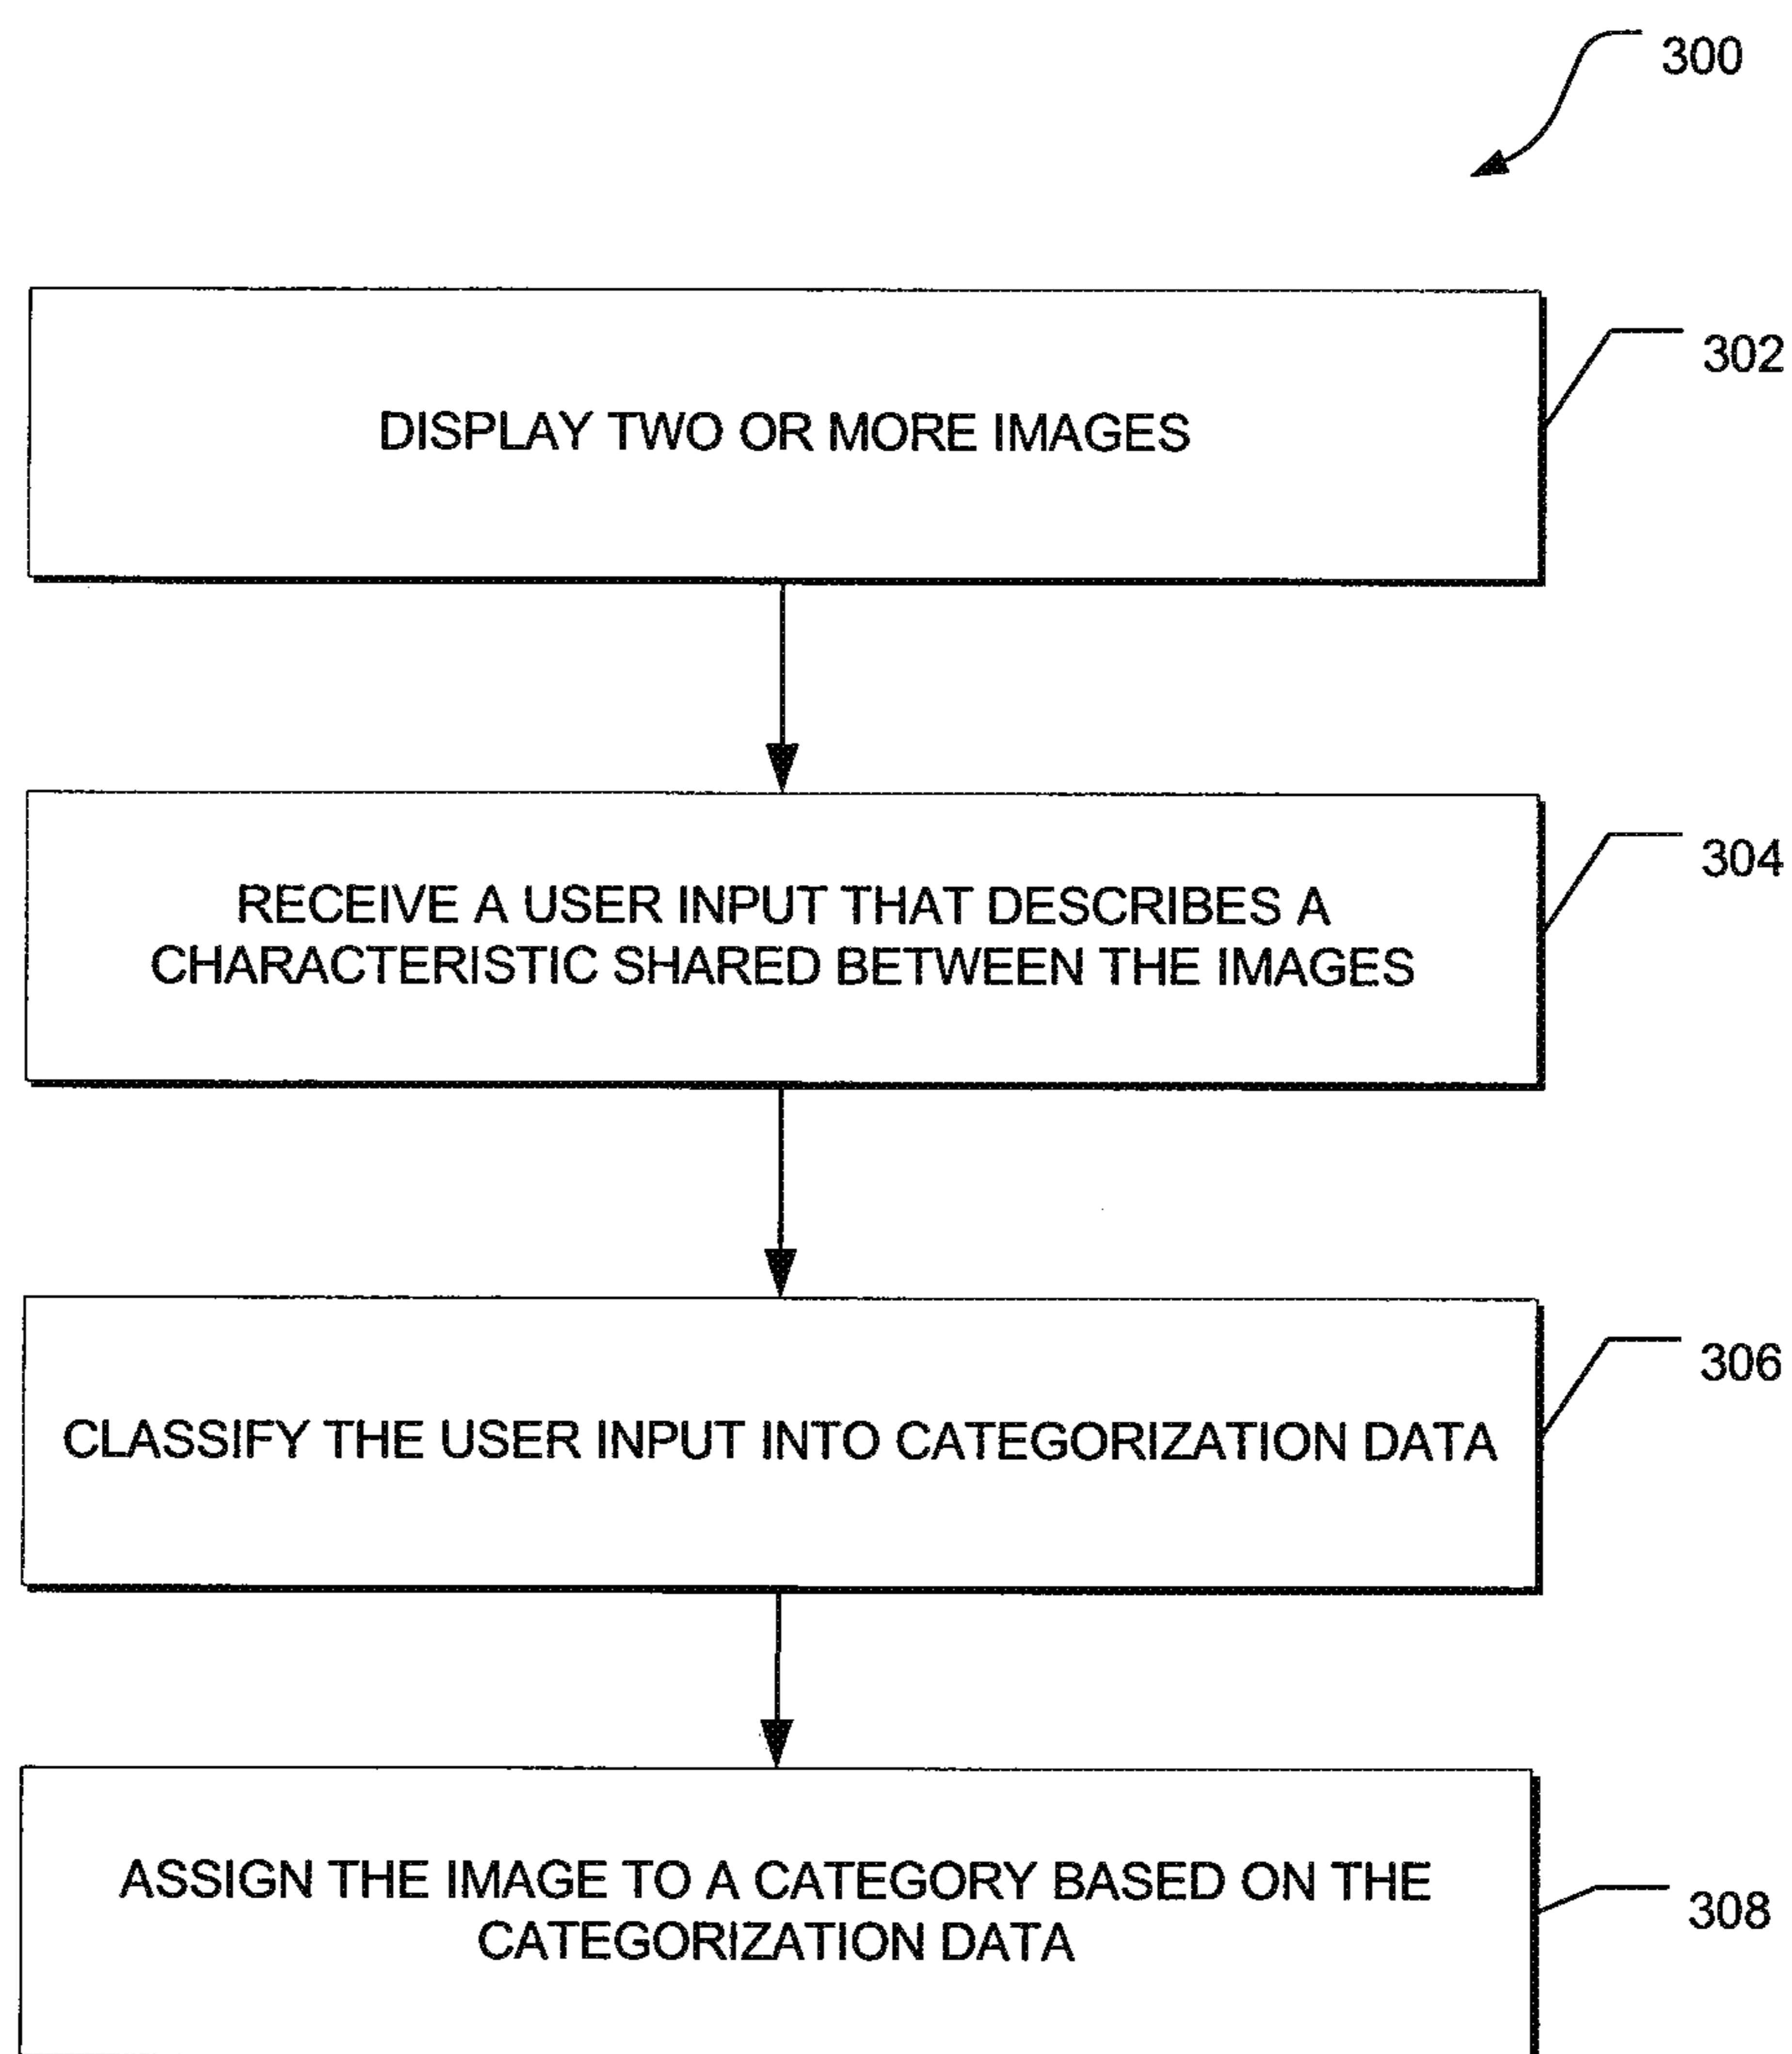 300
302
DISPLAY TWO OR MORE IMAGES
304
RECEIVE A USER INPUT THAT DESCRIBES A
CHARACTERISTIC SHARED BETWEEN THE IMAGES
306
CLASSIFY THE USER INPUT INTO CATEGORIZATION DATA
ASSIGN THE IMAGE TO A CATEGORY BASED ON THE
308
CATEGORIZATION DATA